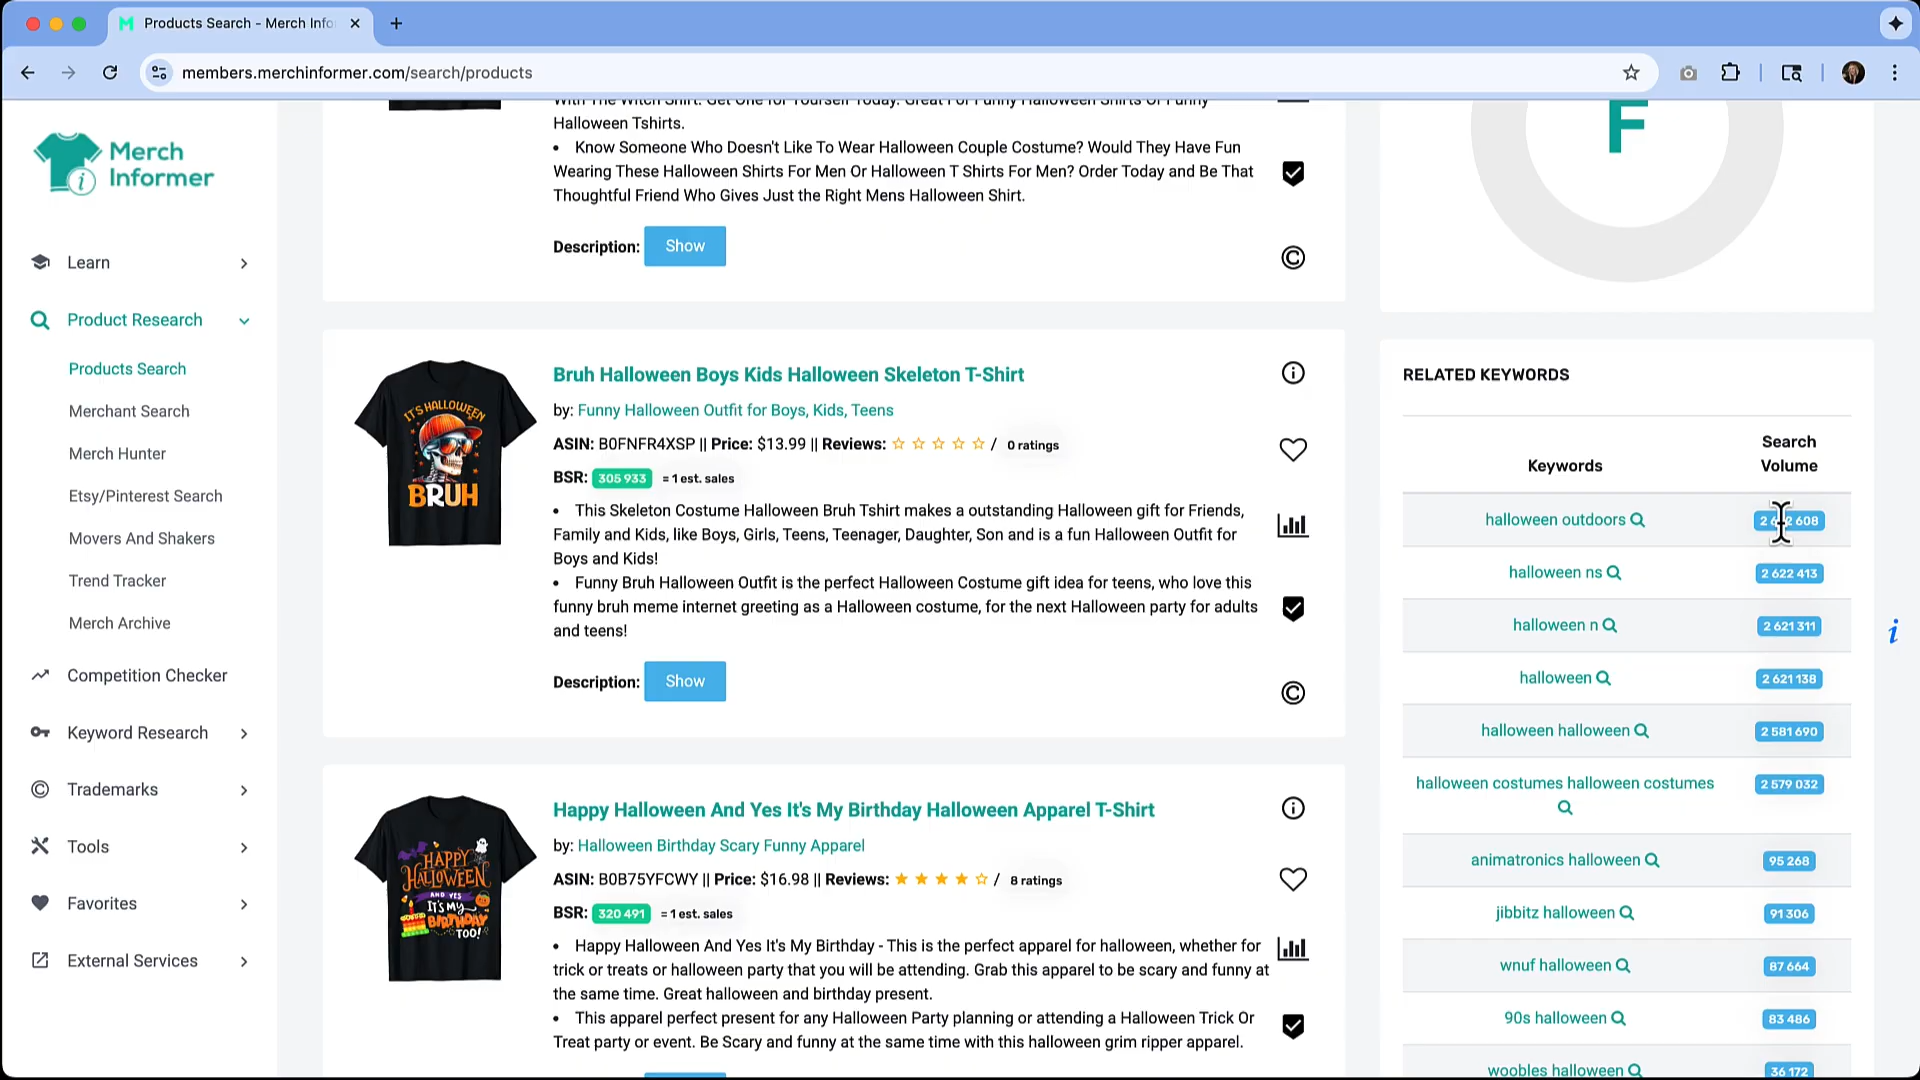 Products Search - Merch Info
members.merchinformer.com/search/products
Merch
Informer
Learn
Product Research
Products Search
Merchant Search
Merch Hunter
Etsy/Pinterest Search
Movers And Shakers
Trend Tracker
Merch Archive
Competition Checker
Keyword Research
Trademarks
Tools
Favorites
External Services
With The Witch Shirt. Get One for Yourself Today. Great For Funny Halloween Shirts Or Funny
Halloween Tshirts.
• Know Someone Who Doesn't Like To Wear Halloween Couple Costume? Would They Have Fun
Wearing These Halloween Shirts For Men Or Halloween T Shirts For Men? Order Today and Be That
Thoughtful Friend Who Gives Just the Right Mens Halloween Shirt.
Description: Show
IT'S HALLOWEEN
BRUH
Bruh Halloween Boys Kids Halloween Skeleton T-Shirt
by: Funny Halloween Outfit for Boys, Kids, Teens
ASIN: B0FNFR4XSP || Price: $13.99 || Reviews: / 0 ratings
BSR: 305 933 = 1 est. sales
• This Skeleton Costume Halloween Bruh Tshirt makes a outstanding Halloween gift for Friends,
Family and Kids, like Boys, Girls, Teens, Teenager, Daughter, Son and is a fun Halloween Outfit for
Boys and Kids!
• Funny Bruh Halloween Outfit is the perfect Halloween Costume gift idea for teens, who love this
funny bruh meme internet greeting as a Halloween costume, for the next Halloween party for adults
and teens!
Description: Show
HAPPY
HALLOWEEN
AND YES
IT'S MY
BIRTHDAY
TOO!
Happy Halloween And Yes It's My Birthday Halloween Apparel T-Shirt
by: Halloween Birthday Scary Funny Apparel
ASIN: B0B75YFCWY || Price: $16.98 || Reviews: / 8 ratings
BSR: 320 491 = 1 est. sales
• Happy Halloween And Yes It's My Birthday - This is the perfect apparel for halloween, whether for
trick or treats or halloween party that you will be attending. Grab this apparel to be scary and funny at
the same time. Great halloween and birthday present.
• This apparel perfect present for any Halloween Party planning or attending a Halloween Trick Or
Treat party or event. Be Scary and funny at the same time with this halloween grim ripper apparel.
F
RELATED KEYWORDS
Keywords Search Volume
halloween outdoors
halloween ns 2 622 413
halloween n 2 621 311
halloween 2 621 138
halloween halloween 2 581 690
halloween costumes halloween costumes 2 579 032
animatronics halloween 95 268
jibbitz halloween 91 306
wnuf halloween 87 664
90s halloween 83 486
woobles halloween 36 172